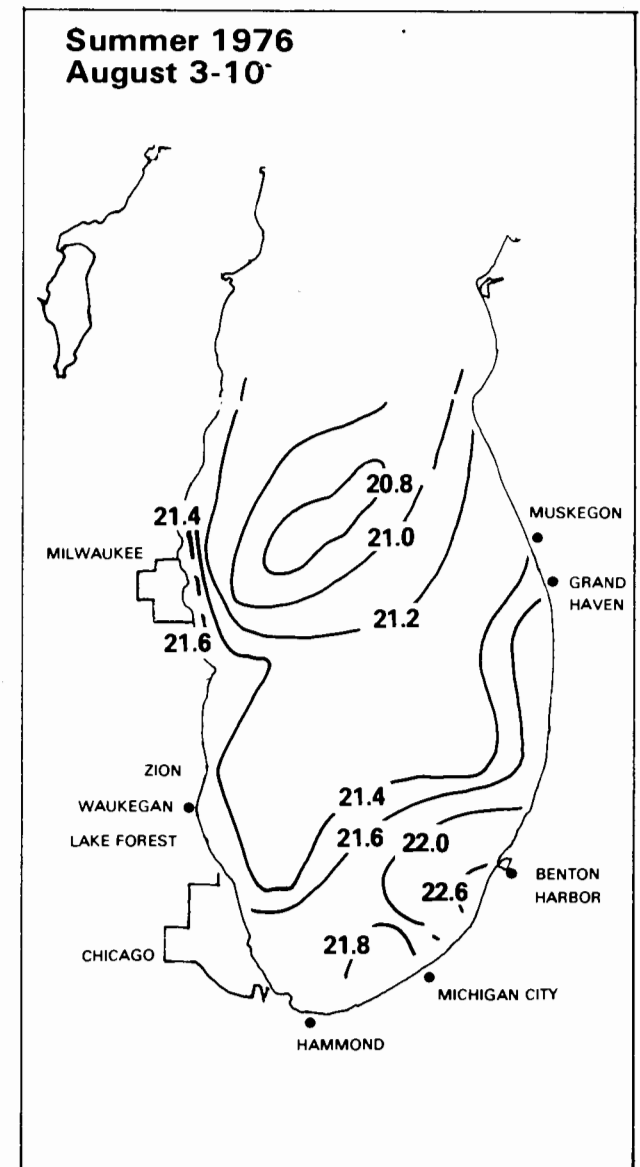 Summer 1976
August 3-10
20.8
21.4
MUSKEGON
21.0
MILWAUKEE
GRAND
HAVEN
21.2
21.6
ZION
21.4
WAUKEGAN
LAKE FOREST
21.6
22.0
BENTON
HARBOR
22.6
21.8
CHICAGO
MICHIGAN CITY
HAMMOND